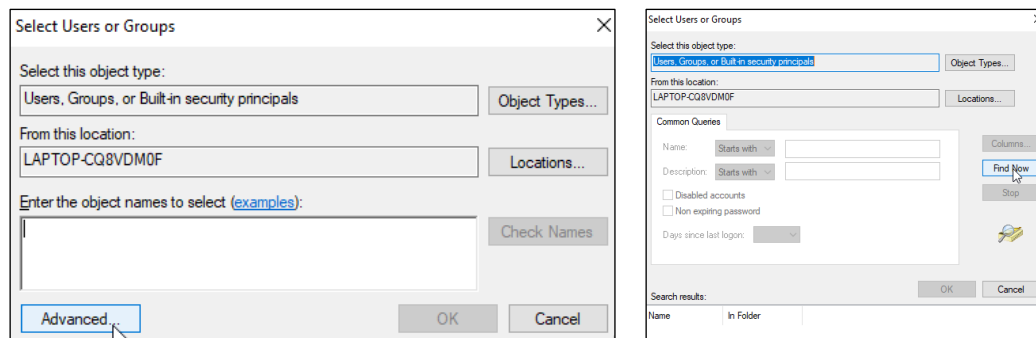 Select Users or Groups
Select this object type:
Users, Groups, or Built-in security principals
Object Types...
From this location:
LAPTOP-CQ8VDM0F
Locations...
Enter the object names to select (examples):
Check Names
Advanced...
OK
Cancel
Select Users or Groups
Select this object type:
Users, Groups, or Built-in security principals
Object Types...
From this location:
LAPTOP-CQ8VDM0F
Locations...
Common Queries
Name:
Starts with
Columns...
Description:
Starts with
Find Now
Disabled accounts
Stop
Non expiring password
Days since last logon:
OK
Cancel
Search results:
Name
In Folder